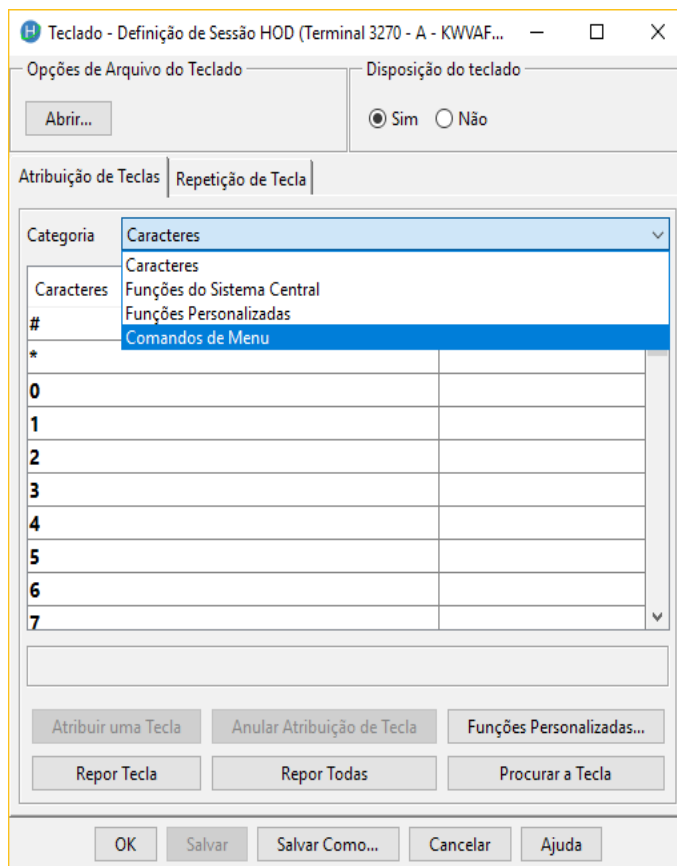 Teclado - Definição de Sessão HOD (Terminal 3270 - A - KWVAF...
Opções de Arquivo do Teclado
Disposição do teclado
Abrir...
Sim
Não
Atribuição de Teclas
Repetição de Tecla
Categoria
Caracteres
Caracteres
Funções do Sistema Central
Funções Personalizadas
Comandos de Menu
Caracteres
#
*
0
1
2
3
4
5
6
7
Atribuir uma Tecla
Anular Atribuição de Tecla
Funções Personalizadas...
Repor Tecla
Repor Todas
Procurar a Tecla
OK
Salvar
Salvar Como...
Cancelar
Ajuda